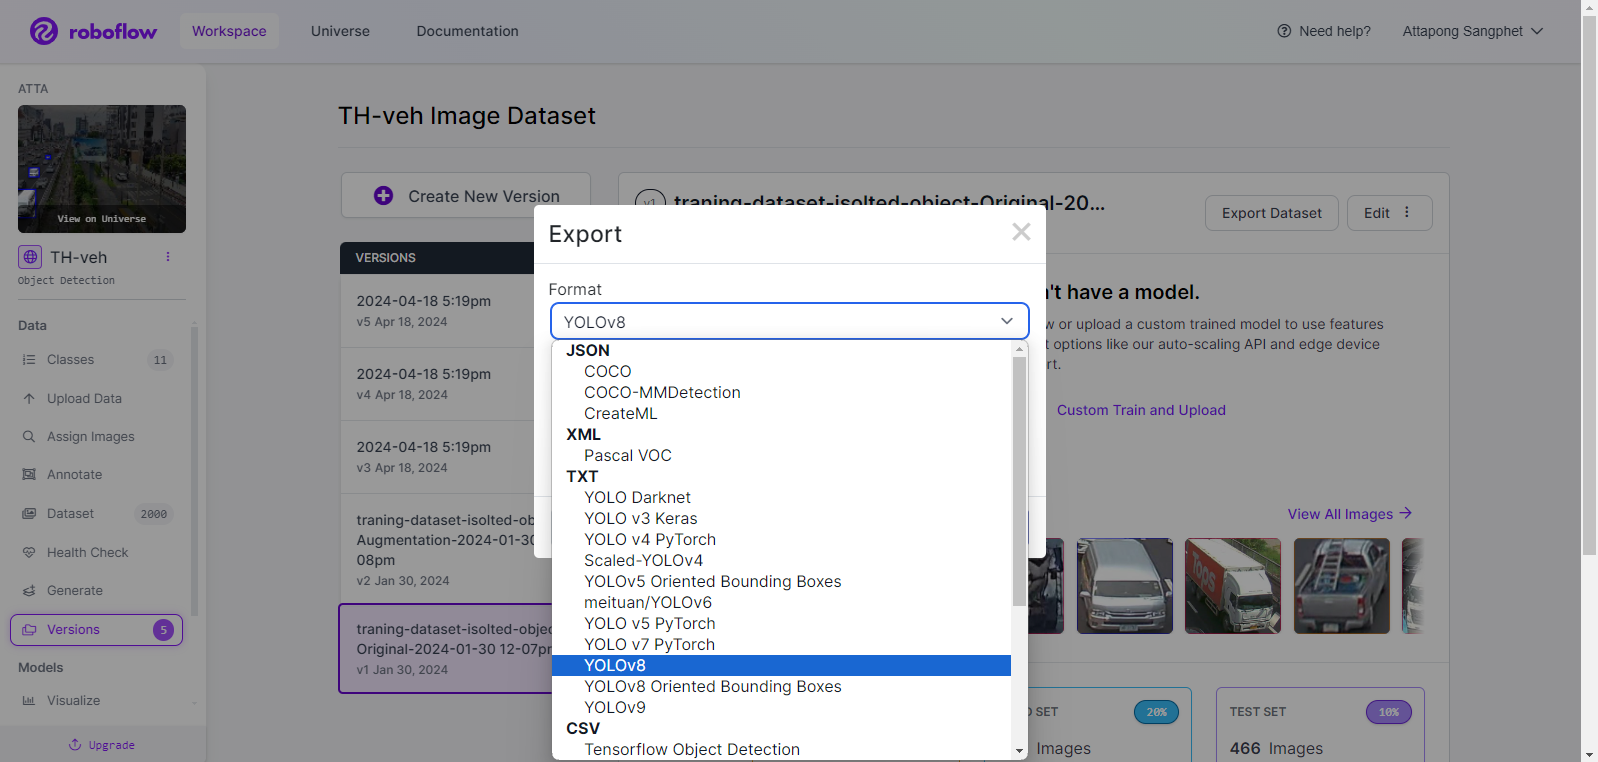 roboflow
Workspace
Universe
Documentation
Need help?
Attapong Sangphet
ATTA
View on Universe
TH-veh
Object Detection
Data
Classes 11
Upload Data
Assign Images
Annotate
Dataset 2000
Health Check
Generate
Versions 5
Models
Visualize
Upgrade
TH-veh Image Dataset
Create New Version
VERSIONS
2024-04-18 5:19pm
v5 Apr 18, 2024
2024-04-18 5:19pm
v4 Apr 18, 2024
2024-04-18 5:19pm
v3 Apr 18, 2024
traning-dataset-isolted-ob
Augmentation-2024-01-30
08pm
v2 Jan 30, 2024
traning-dataset-isolted-objec
Original-2024-01-30 12-07pm
v1 Jan 30, 2024
v1 traning-dataset-isolted-object-Original-20...
Export Dataset
Edit
Export
Format
YOLOv8
JSON
COCO
COCO-MMDetection
CreateML
XML
Pascal VOC
TXT
YOLO Darknet
YOLO v3 Keras
YOLO v4 PyTorch
Scaled-YOLOv4
YOLOv5 Oriented Bounding Boxes
meituan/YOLOv6
YOLO v5 PyTorch
YOLO v7 PyTorch
YOLOv8
YOLOv8 Oriented Bounding Boxes
YOLOv9
CSV
Tensorflow Object Detection
't have a model.
w or upload a custom trained model to use features
t options like our auto-scaling API and edge device
rt.
Custom Train and Upload
View All Images
Tops
SET 20%
Images
TEST SET 10%
466 Images